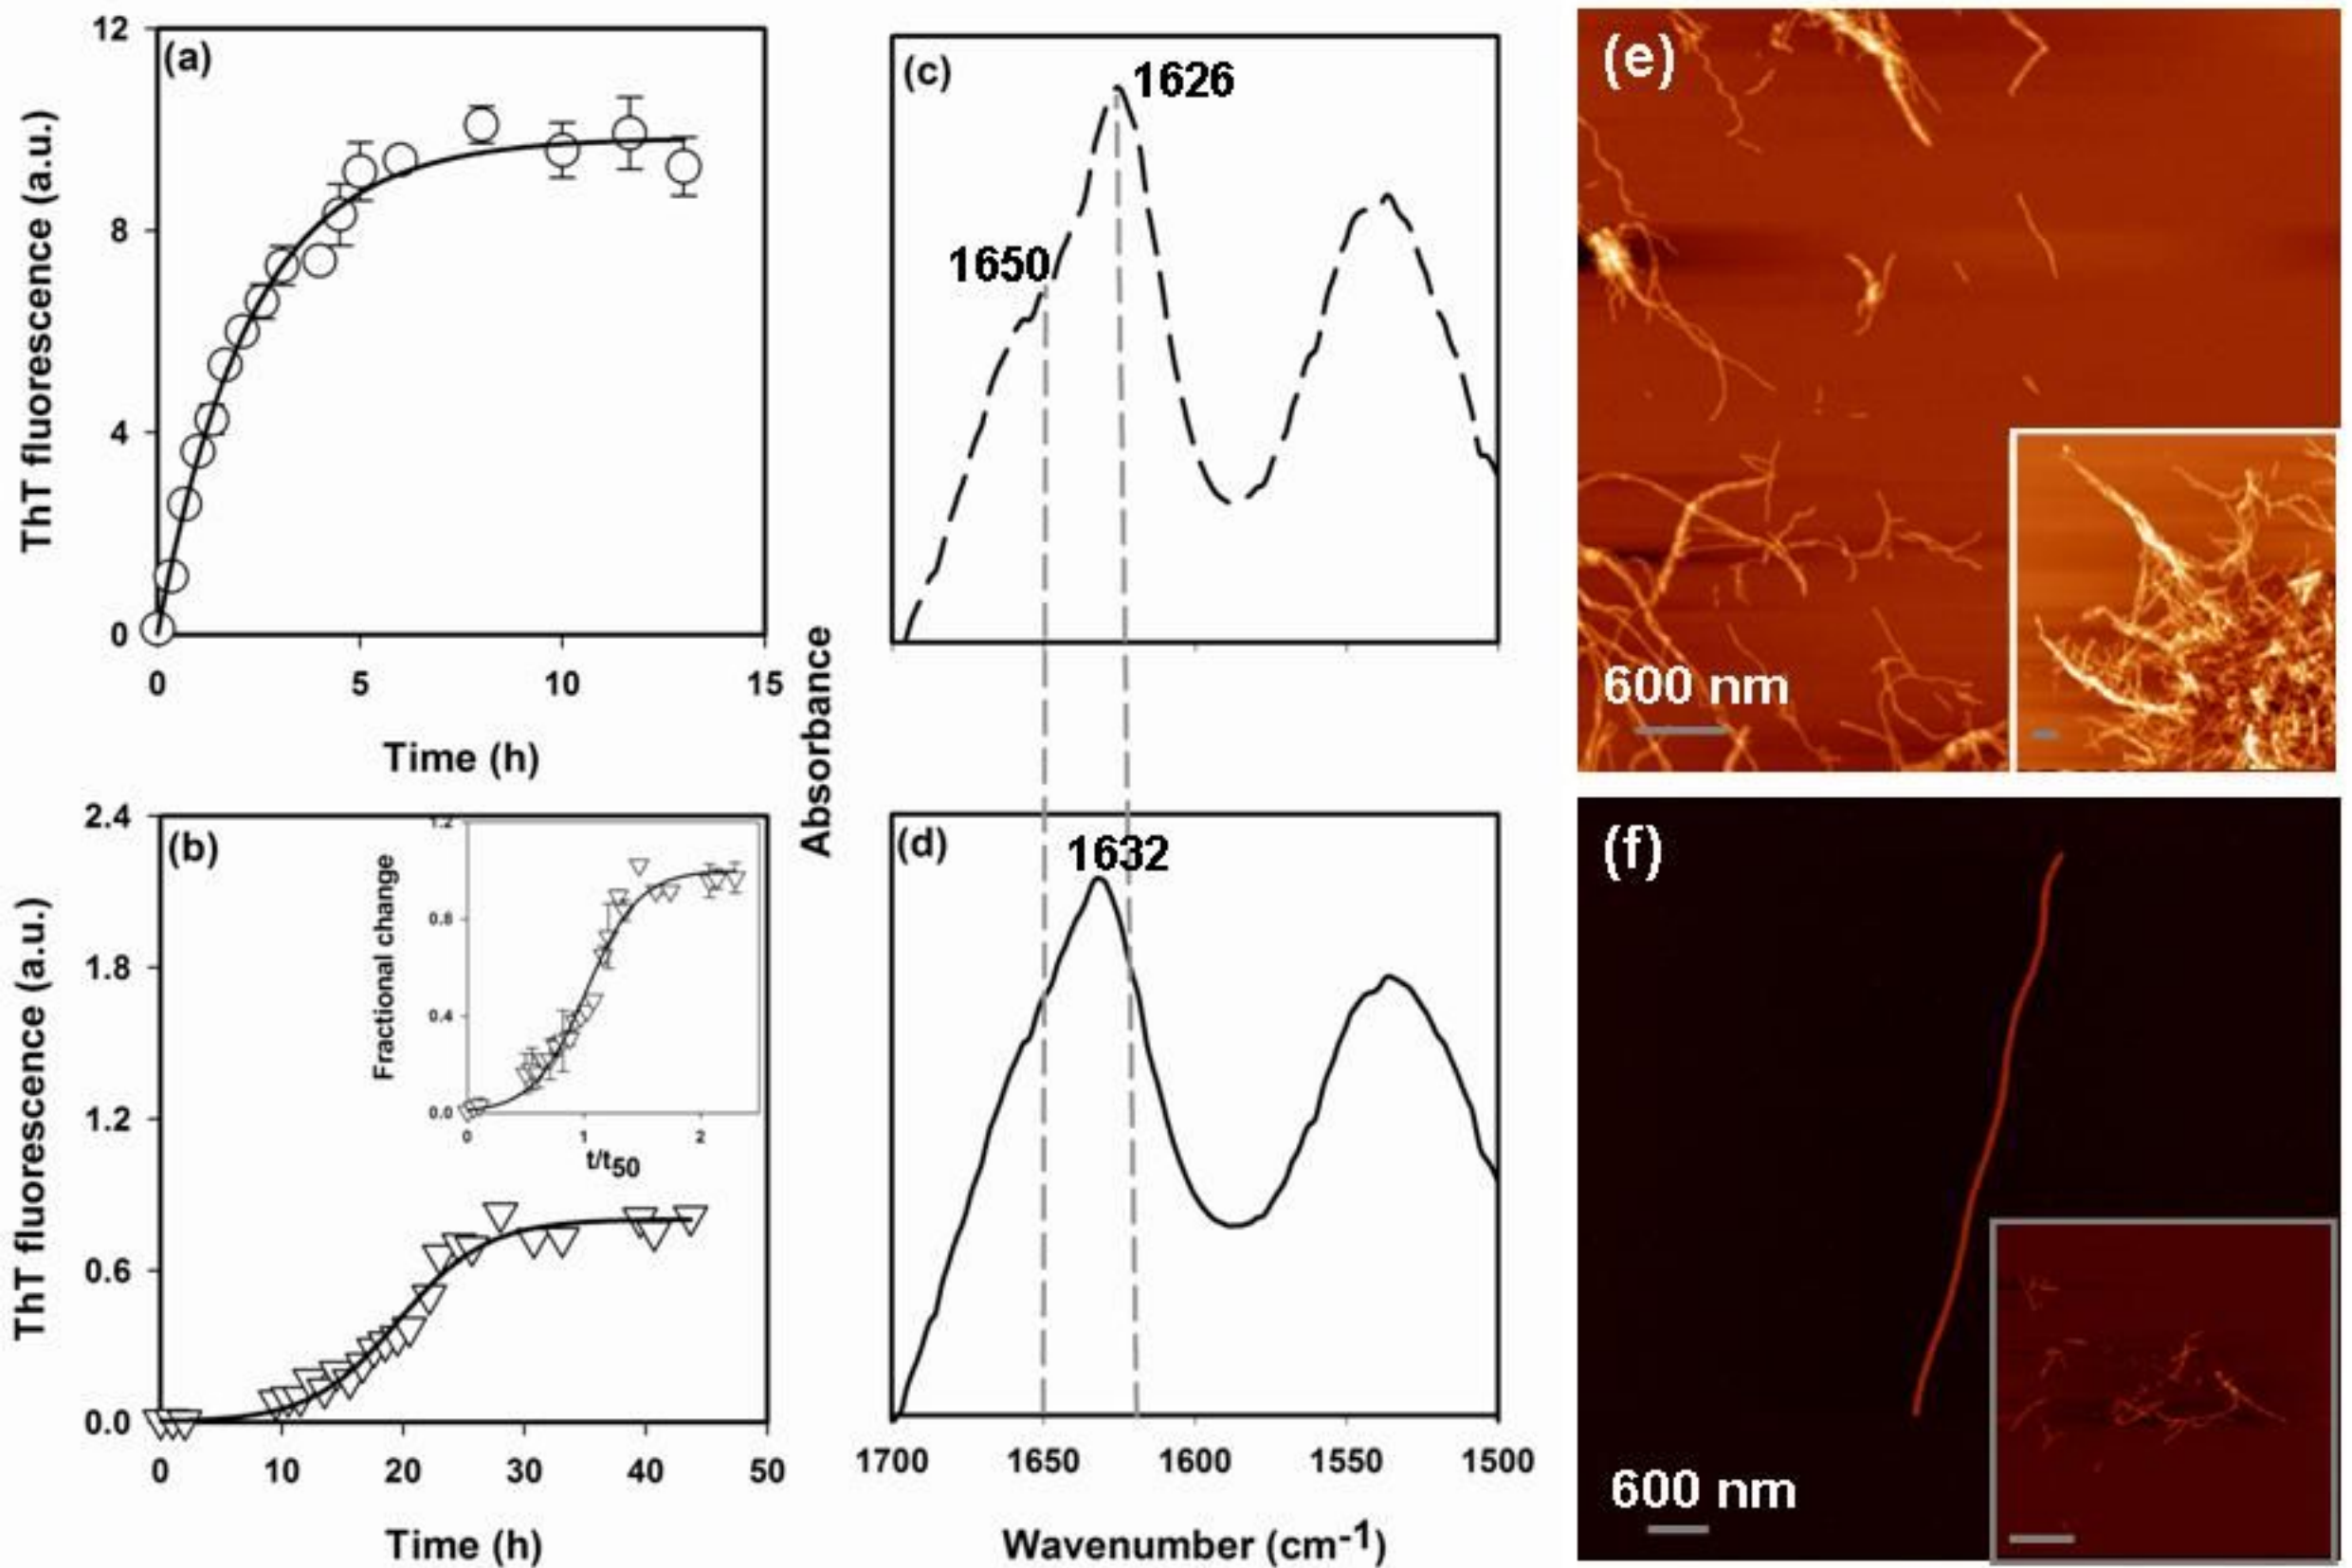 (a)
12
8
4
0
0 5 10 15
ThT fluorescence (a.u.)
Time (h)
(b)
2.4
1.8
1.2
0.6
0.0
0 10 20 30 40 50
ThT fluorescence (a.u.)
Time (h)
1.2
0.8
0.4
0.0
0 1 2
Fractional change
t/t50
(c)
1626
1650
Absorbance
(d)
1632
1700 1650 1600 1550 1500
Wavenumber (cm-1)
(e)
600 nm
(f)
600 nm